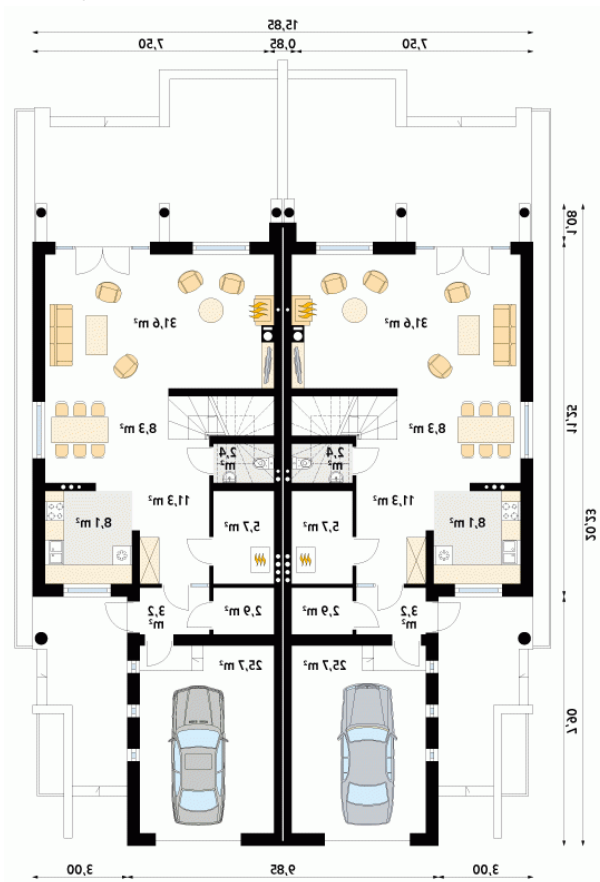 15,85
7,50 0,85 7,50
1,08
31,6 m² 31,6 m²
11,25
8,3 m² 8,3 m²
2,4
m²
2,4
m²
11,3 m² 11,3 m²
8,1 m² 5,7 m² 5,7 m² 8,1 m²
20,23
3,2
m²
2,9 m² 2,9 m²
3,2
m²
25,7 m² 25,7 m²
7,90
3,00 9,85 3,00